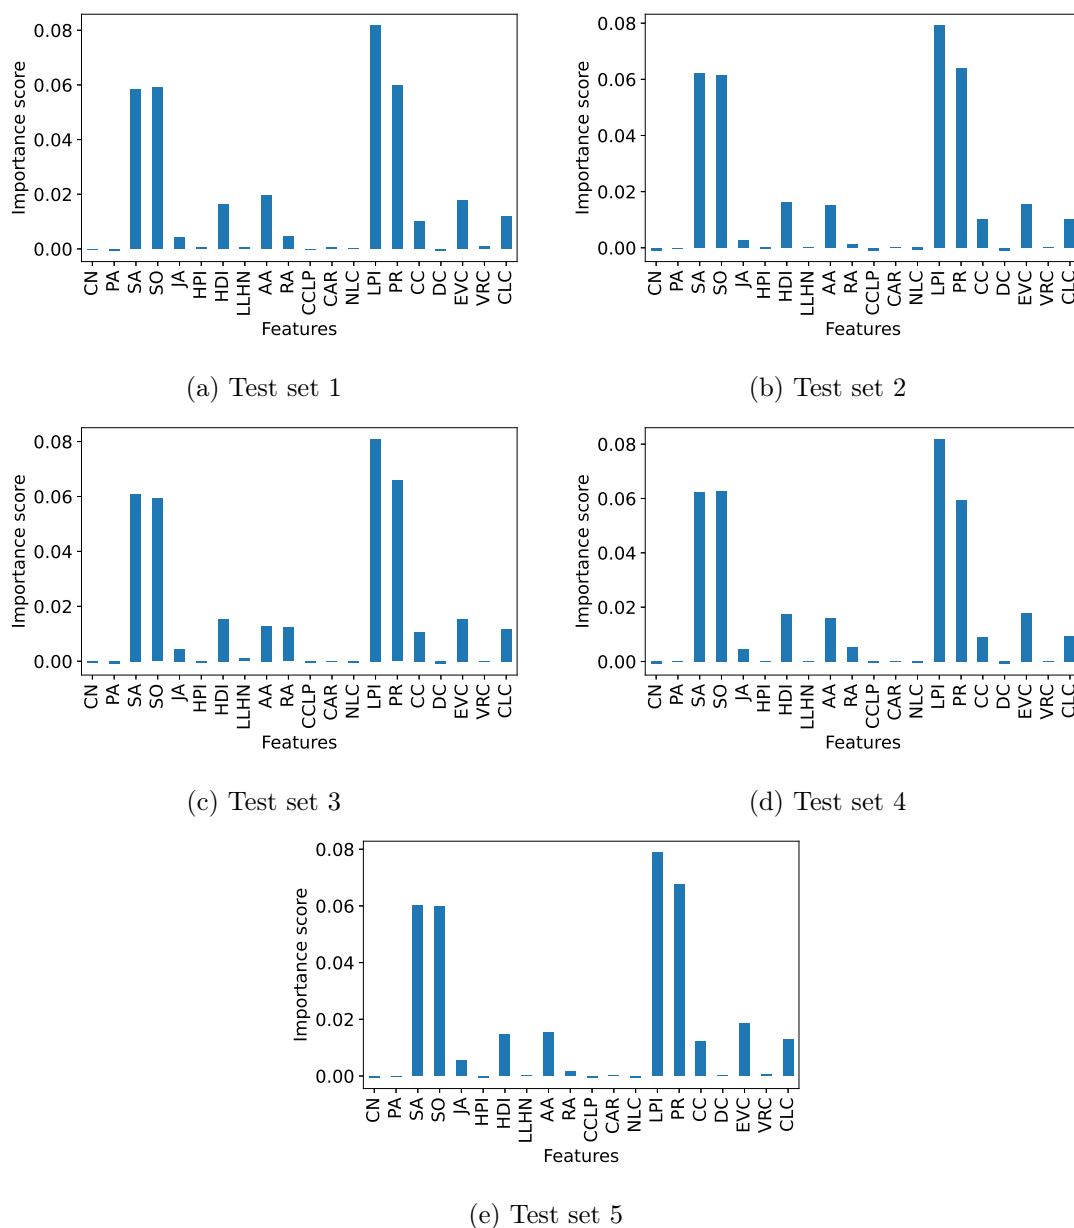 0.08
0.06
0.04
0.02
0.00
Importance score
CN PA SA SO JA HPI HDI LLHN AA RA CCLP CAR NLC LPI PR CC DC EVC VRC CLC
Features
(a) Test set 1
0.08
0.06
0.04
0.02
0.00
Importance score
CN PA SA SO JA HPI HDI LLHN AA RA CCLP CAR NLC LPI PR CC DC EVC VRC CLC
Features
(b) Test set 2
0.08
0.06
0.04
0.02
0.00
Importance score
CN PA SA SO JA HPI HDI LLHN AA RA CCLP CAR NLC LPI PR CC DC EVC VRC CLC
Features
(c) Test set 3
0.08
0.06
0.04
0.02
0.00
Importance score
CN PA SA SO JA HPI HDI LLHN AA RA CCLP CAR NLC LPI PR CC DC EVC VRC CLC
Features
(d) Test set 4
0.08
0.06
0.04
0.02
0.00
Importance score
CN PA SA SO JA HPI HDI LLHN AA RA CCLP CAR NLC LPI PR CC DC EVC VRC CLC
Features
(e) Test set 5